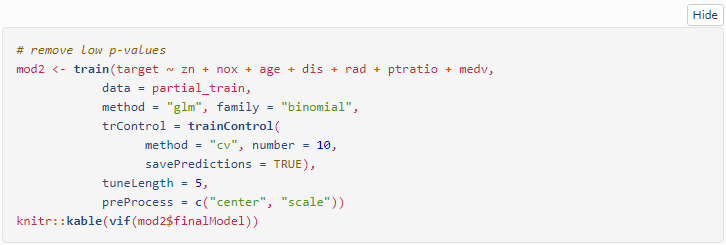 Hide
# remove low p-values
mod2 <- train(target ~ zn + nox + age + dis + rad + ptratio + medv,
            data = partial_train,
            method = "glm", family = "binomial",
            trControl = trainControl(
                  method = "cv", number = 10,
                  savePredictions = TRUE),
            tuneLength = 5,
            preProcess = c("center", "scale"))
knitr::kable(vif(mod2$finalModel))